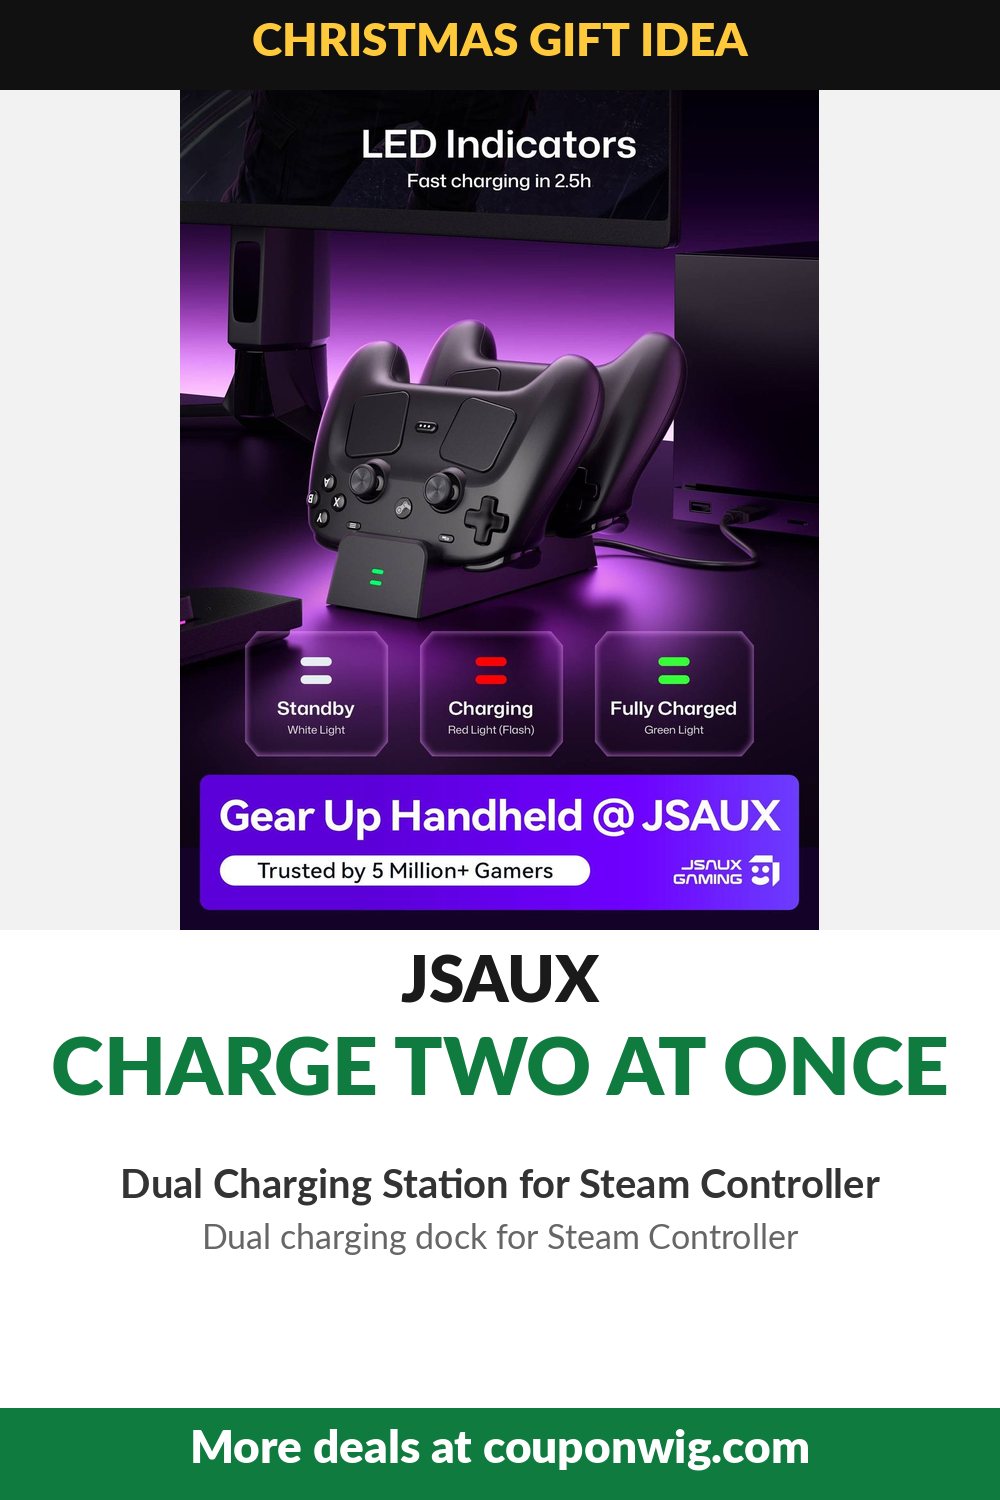 CHRISTMAS GIFT IDEA
LED Indicators
Fast charging in 2.5h
A
B
X
Y
Standby
White Light
Charging
Red Light (Flash)
Fully Charged
Green Light
Gear Up Handheld @ JSAUX
Trusted by 5 Million+ Gamers
JSAUX
GAMING
JSAUX
CHARGE TWO AT ONCE
Dual Charging Station for Steam Controller
Dual charging dock for Steam Controller
More deals at couponwig.com